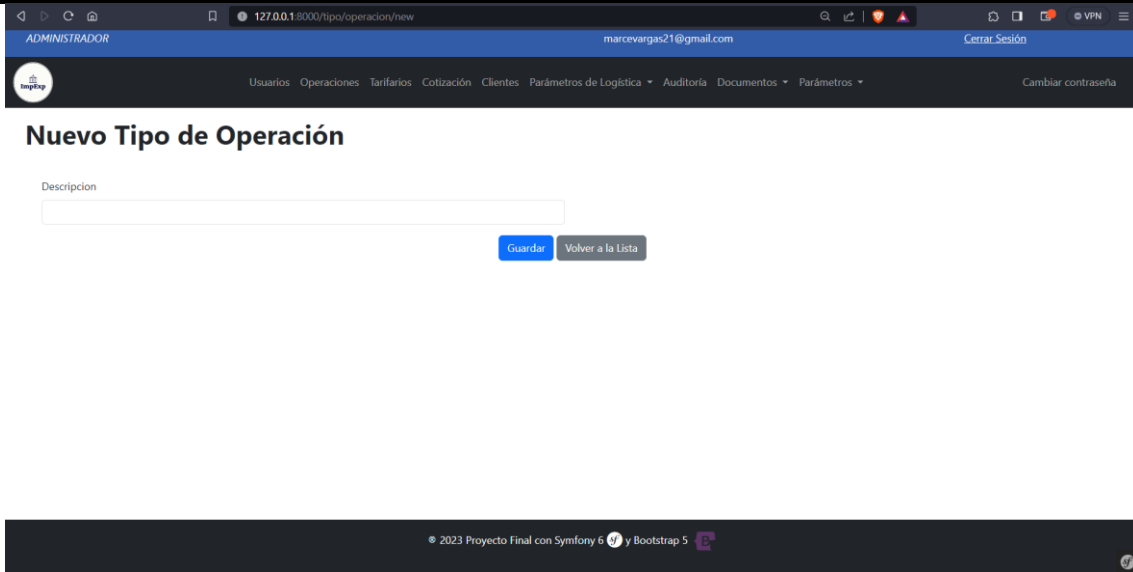 127.0.0.1:8000/tipo/operacion/new
VPN
ADMINISTRADOR marcevargas21@gmail.com Cerrar Sesión
ImpExp
Usuarios Operaciones Tarifarios Cotización Clientes Parámetros de Logística Auditoría Documentos Parámetros Cambiar contraseña
Nuevo Tipo de Operación
Descripcion
Guardar Volver a la Lista
® 2023 Proyecto Final con Symfony 6 sf y Bootstrap 5 B
sf